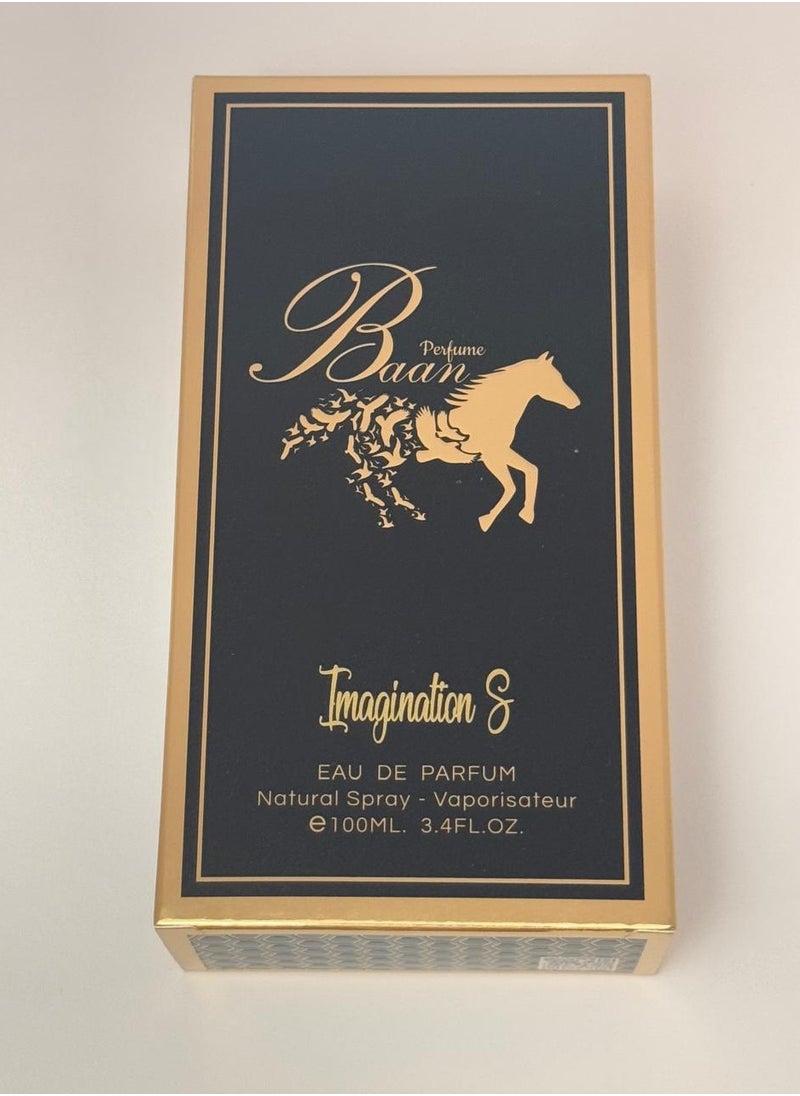 Baan
Perfume
Imagination S
EAU DE PARFUM
Natural Spray - Vaporisateur
e100ML. 3.4FL.OZ.